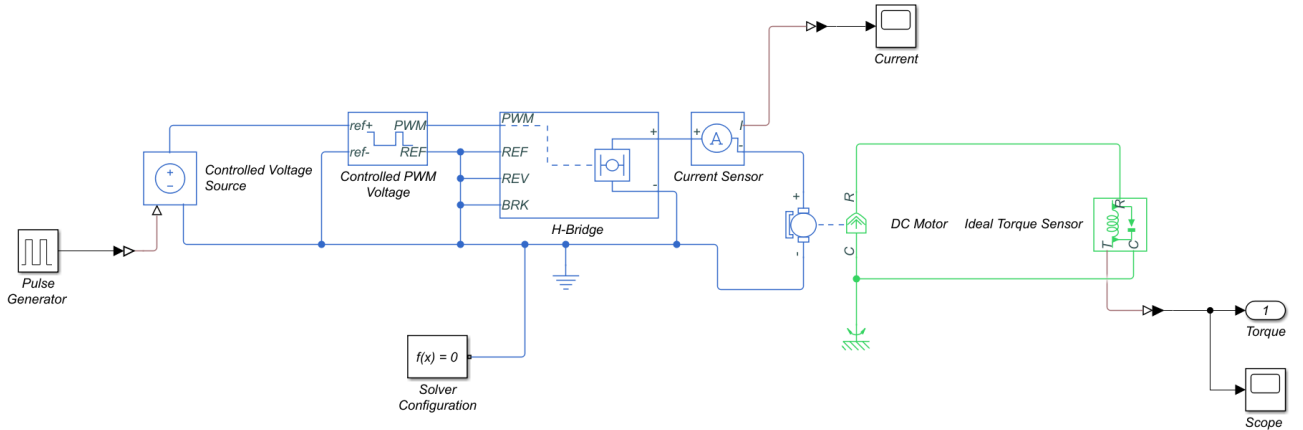 Current
ref+
PWM
ref-
REF
Controlled PWM
Voltage
PWM
REF
REV
BRK
+
-
H-Bridge
+
A
I
-
Current Sensor
+
-
Controlled Voltage
Source
Pulse
Generator
+
-
R
C
DC Motor
Ideal Torque Sensor
R
T
C
1
Torque
f(x) = 0
Solver
Configuration
Scope